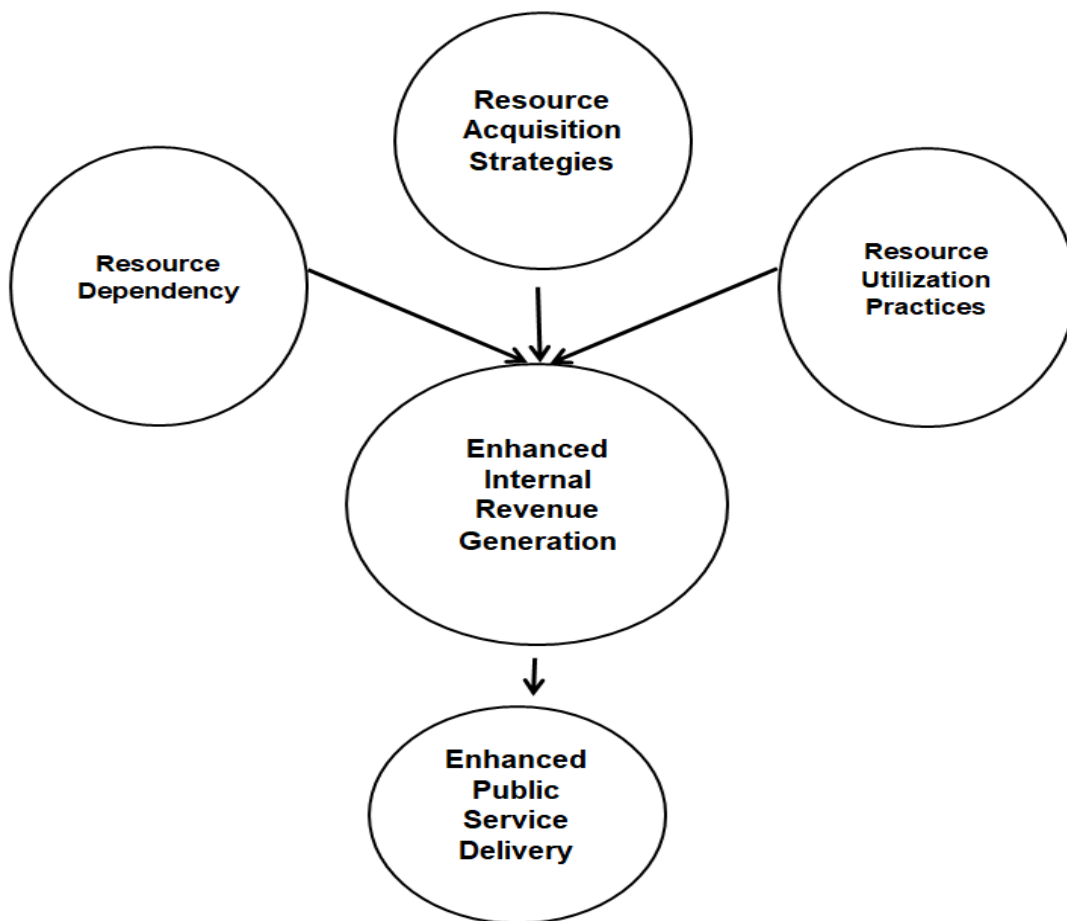 Resource
Acquisition
Strategies
Resource
Dependency
Resource
Utilization
Practices
Enhanced
Internal
Revenue
Generation
Enhanced
Public
Service
Delivery